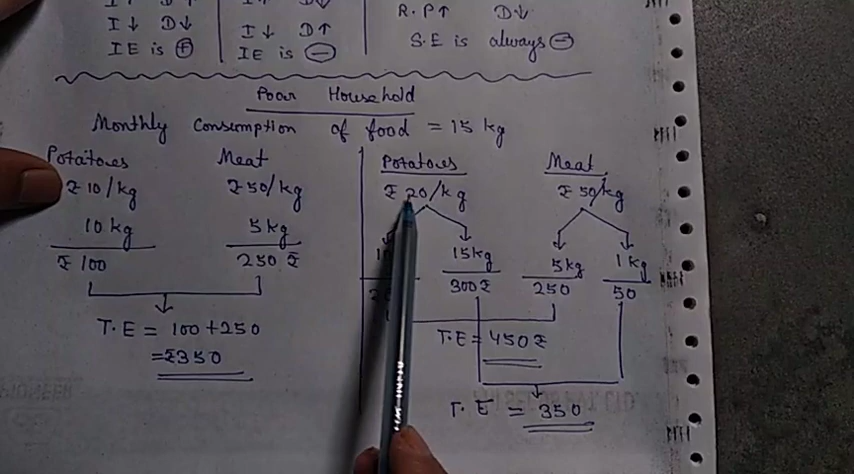 I ↓ D ↓
IE is ⊕
I ↓ D ↑
IE is ⊖
R.P↑ D↓
S.E is always ⊖
Poor Household
Monthly Consumption of food = 15 kg
Potatoes
₹ 10/kg
10 kg
₹ 100
Meat
₹ 50/kg
5 kg
250 ₹
T.E = 100+250
=₹350
Potatoes
₹ 20/kg
15kg
300₹
Meat
₹ 50/kg
5kg
250
1 kg
50
T.E = 450₹
T.E = 350